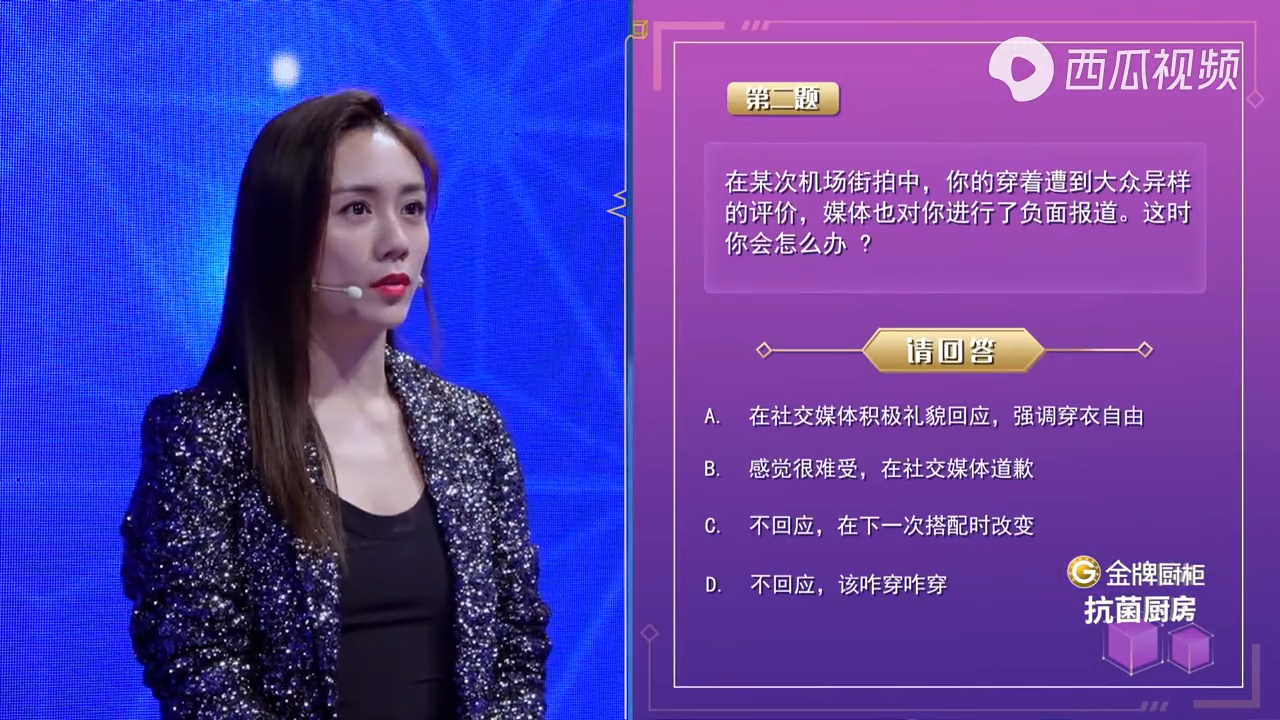 西瓜视频
第二题
在某次机场街拍中，你的穿着遭到大众异样
的评价，媒体也对你进行了负面报道。这时
你会怎么办 ？
请回答
A. 在社交媒体积极礼貌回应，强调穿衣自由
B. 感觉很难受，在社交媒体道歉
C. 不回应，在下一次搭配时改变
D. 不回应，该咋穿咋穿
G 金牌厨柜
抗菌厨房